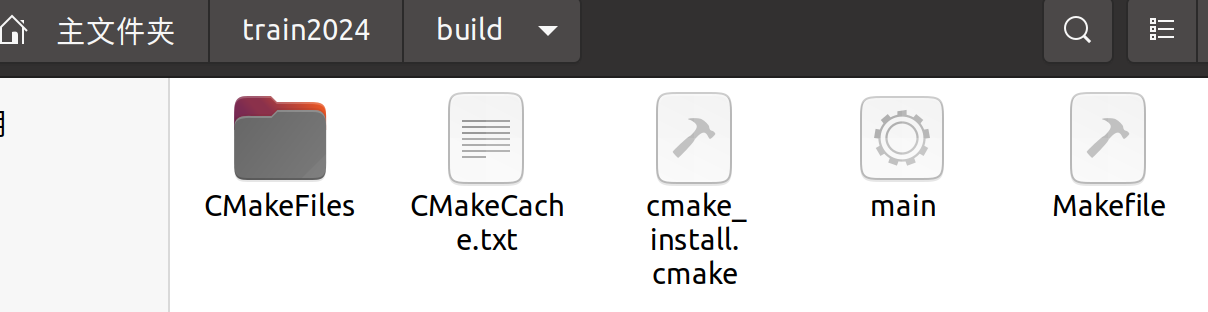 主文件夹
train2024
build
CMakeFiles
CMakeCach
e.txt
cmake_
install.
cmake
main
Makefile